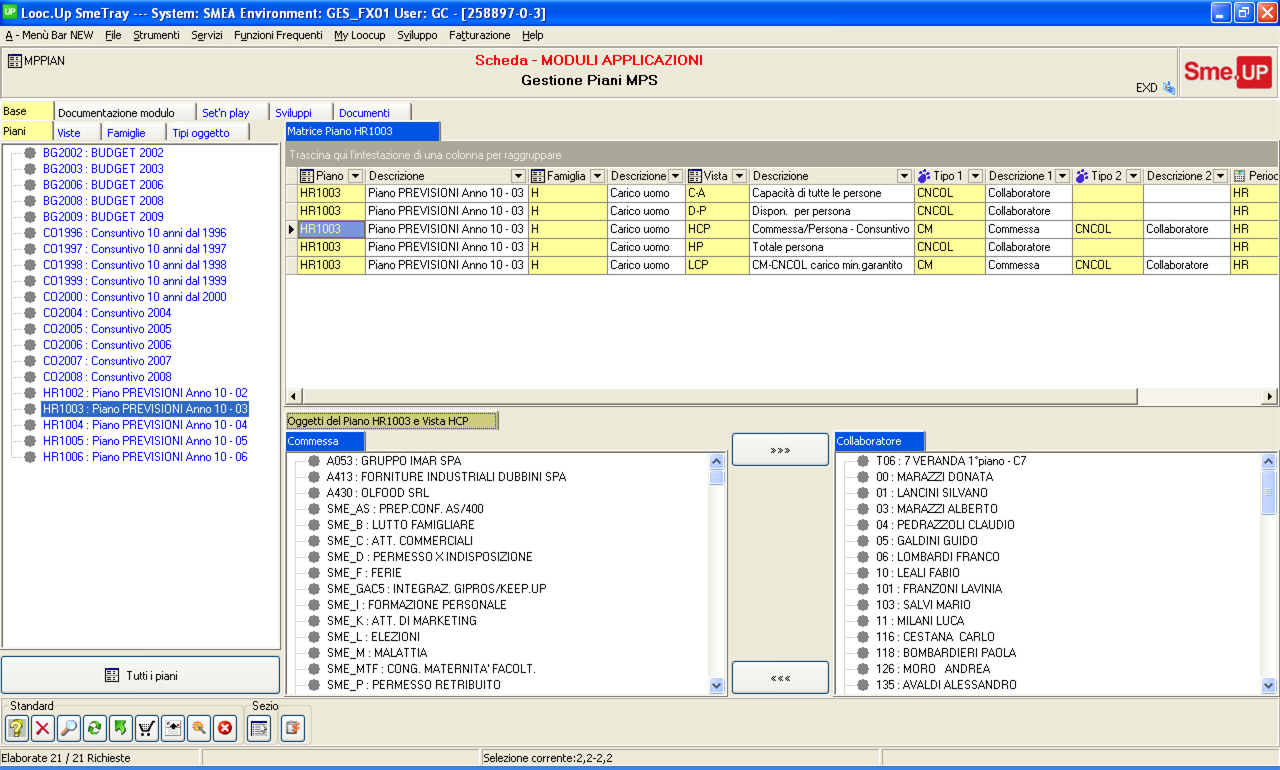 UP Looc.Up SmeTray --- System: SMEA Environment: GES_FX01 User: GC - [258897-0-3]
A - Menù Bar NEW File Strumenti Servizi Funzioni Frequenti My Loocup Sviluppo Fatturazione Help
MPPIAN
Scheda - MODULI APPLICAZIONI
Gestione Piani MPS
EXD
Sme.UP
Base Documentazione modulo Set'n play Sviluppi Documenti
Piani Viste Famiglie Tipi oggetto
BG2002 : BUDGET 2002
BG2003 : BUDGET 2003
BG2006 : BUDGET 2006
BG2008 : BUDGET 2008
BG2009 : BUDGET 2009
CO1996 : Consuntivo 10 anni dal 1996
CO1997 : Consuntivo 10 anni dal 1997
CO1998 : Consuntivo 10 anni dal 1998
CO1999 : Consuntivo 10 anni dal 1999
CO2000 : Consuntivo 10 anni dal 2000
CO2004 : Consuntivo 2004
CO2005 : Consuntivo 2005
CO2006 : Consuntivo 2006
CO2007 : Consuntivo 2007
CO2008 : Consuntivo 2008
HR1002 : Piano PREVISIONI Anno 10 - 02
HR1003 : Piano PREVISIONI Anno 10 - 03
HR1004 : Piano PREVISIONI Anno 10 - 04
HR1005 : Piano PREVISIONI Anno 10 - 05
HR1006 : Piano PREVISIONI Anno 10 - 06
Tutti i piani
Matrice Piano HR1003
Trascina qui l'intestazione di una colonna per raggruppare
Piano Descrizione Famiglia Descrizione Vista Descrizione Tipo 1 Descrizione 1 Tipo 2 Descrizione 2 Period
HR1003 Piano PREVISIONI Anno 10 - 03 H Carico uomo C-A Capacità di tutte le persone CNCOL Collaboratore HR
HR1003 Piano PREVISIONI Anno 10 - 03 H Carico uomo D-P Dispon. per persona CNCOL Collaboratore HR
HR1003 Piano PREVISIONI Anno 10 - 03 H Carico uomo HCP Commessa/Persona - Consuntivo CM Commessa CNCOL Collaboratore HR
HR1003 Piano PREVISIONI Anno 10 - 03 H Carico uomo HP Totale persona CNCOL Collaboratore HR
HR1003 Piano PREVISIONI Anno 10 - 03 H Carico uomo LCP CM-CNCOL carico min.garantito CM Commessa CNCOL Collaboratore HR
Oggetti del Piano HR1003 e Vista HCP
Commessa
A053 : GRUPPO IMAR SPA
A413 : FORNITURE INDUSTRIALI DUBBINI SPA
A430 : OLFOOD SRL
SME_AS : PREP.CONF. AS/400
SME_B : LUTTO FAMIGLIARE
SME_C : ATT. COMMERCIALI
SME_D : PERMESSO X INDISPOSIZIONE
SME_F : FERIE
SME_GAC5 : INTEGRAZ. GIPROS/KEEP.UP
SME_I : FORMAZIONE PERSONALE
SME_K : ATT. DI MARKETING
SME_L : ELEZIONI
SME_M : MALATTIA
SME_MTF : CONG. MATERNITA' FACOLT.
SME_P : PERMESSO RETRIBUITO
>>>
<<<
Collaboratore
T06 : 7 VERANDA 1°piano - C7
00 : MARAZZI DONATA
01 : LANCINI SILVANO
03 : MARAZZI ALBERTO
04 : PEDRAZZOLI CLAUDIO
05 : GALDINI GUIDO
06 : LOMBARDI FRANCO
10 : LEALI FABIO
101 : FRANZONI LAVINIA
103 : SALVI MARIO
11 : MILANI LUCA
116 : CESTANA CARLO
118 : BOMBARDIERI PAOLA
126 : MORO ANDREA
135 : AVALDI ALESSANDRO
Standard Sezio
Elaborate 21 / 21 Richieste Selezione corrente:2,2-2,2